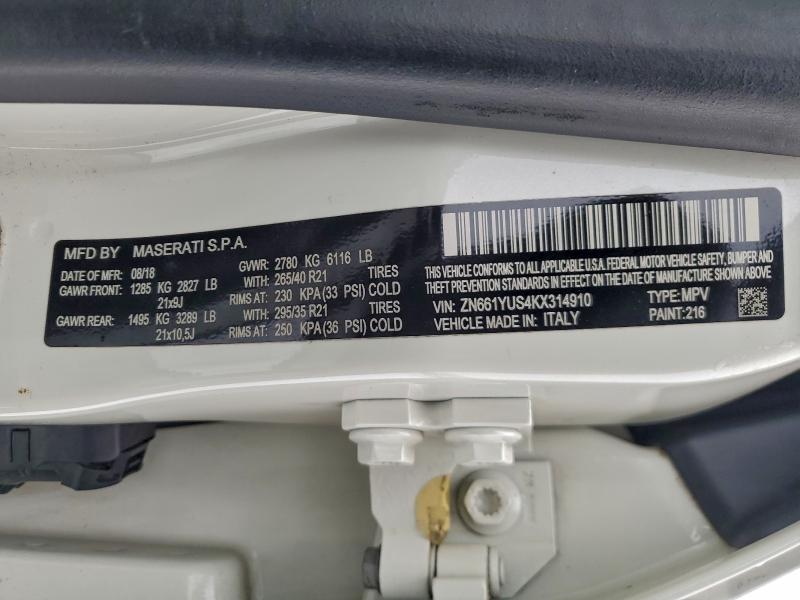 MFD BY MASERATI S.P.A.
DATE OF MFR 08/18 GVWR: 2780 KG 6116 LB
GAWR FRONT: 1285 KG 2827 LB WITH 265/40 R21 TIRES
21x9J RIMS AT: 230 KPA (33 PSI) COLD
GAWR REAR: 1495 KG 3289 LB WITH 295/35 R21 TIRES
21x10,5J RIMS AT: 250 KPA (36 PSI) COLD
THIS VEHICLE CONFORMS TO ALL APPLICABLE U.S.A. FEDERAL MOTOR VEHICLE SAFETY, BUMPER AND
THEFT PREVENTION STANDARDS IN EFFECT ON THE DATE OF MANUFACTURE SHOWN ABOVE.
VIN: ZN661YUS4KX314910 TYPE: MPV
VEHICLE MADE IN: ITALY PAINT:216